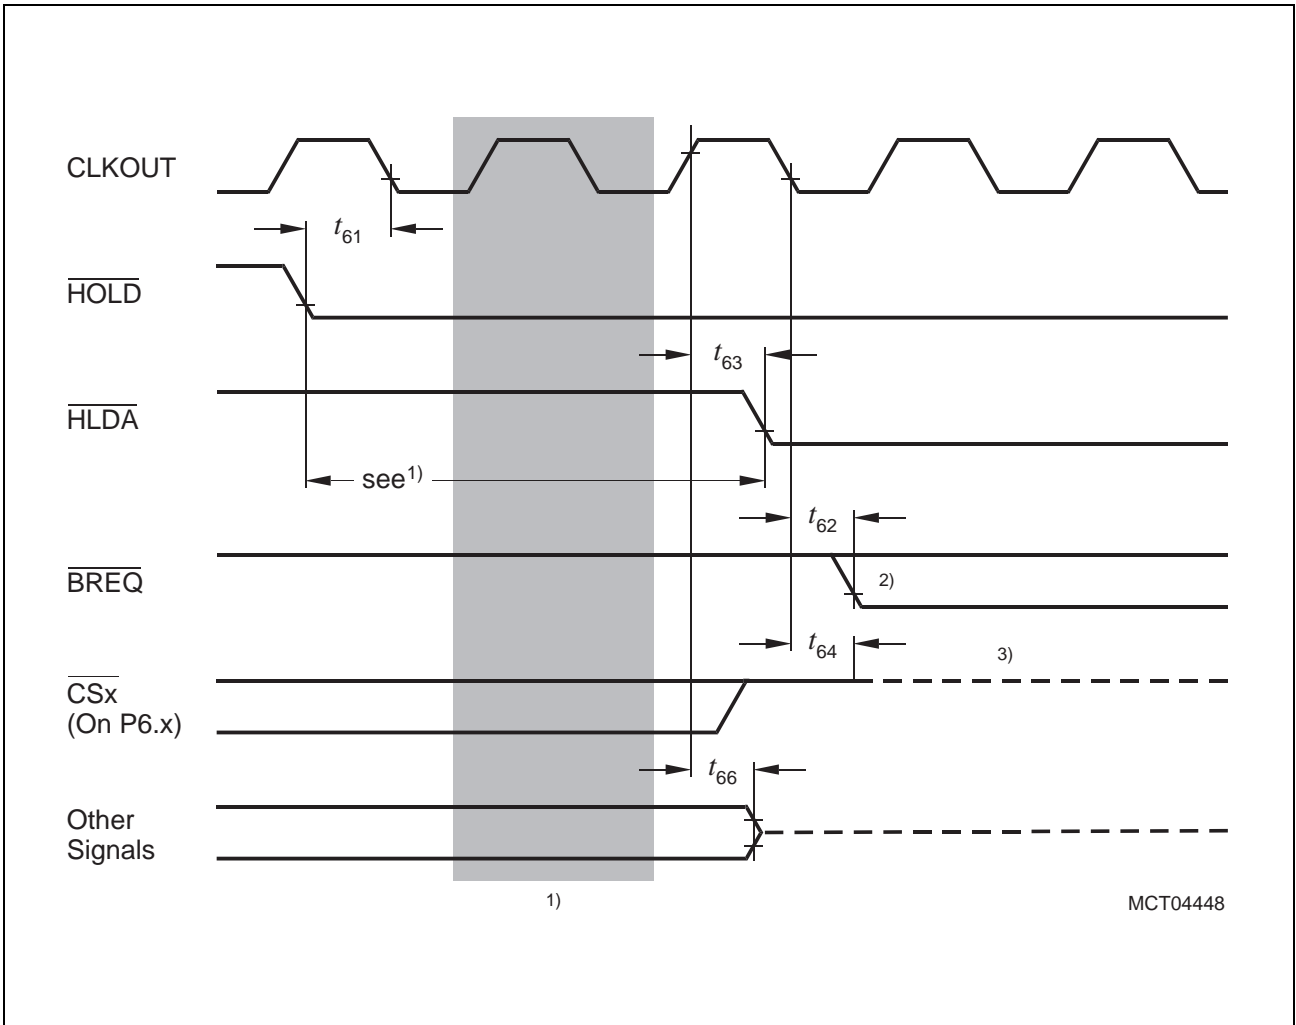 CLKOUT
t61
HOLD
t63
HLDA
see1)
t62
BREQ
2)
t64
3)
CSx
(On P6.x)
t66
Other
Signals
1)
MCT04448